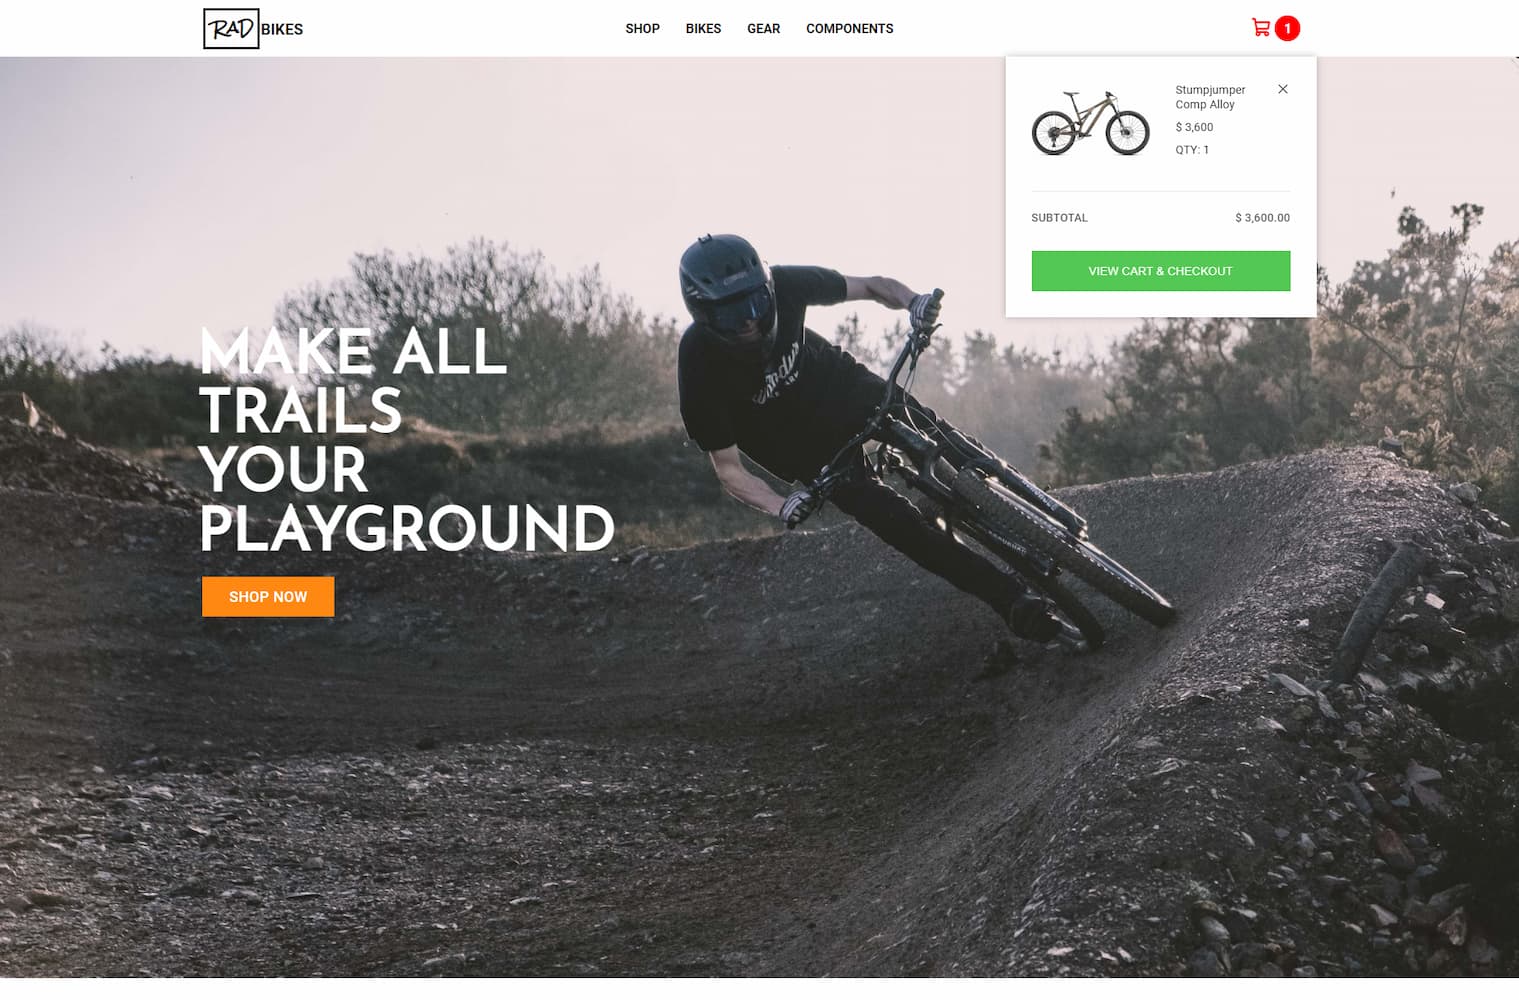 RAD BIKES
SHOP
BIKES
GEAR
COMPONENTS
1
Stumpjumper
Comp Alloy
$ 3,600
QTY: 1
SUBTOTAL
$ 3,600.00
VIEW CART & CHECKOUT
MAKE ALL
TRAILS
YOUR
PLAYGROUND
SHOP NOW